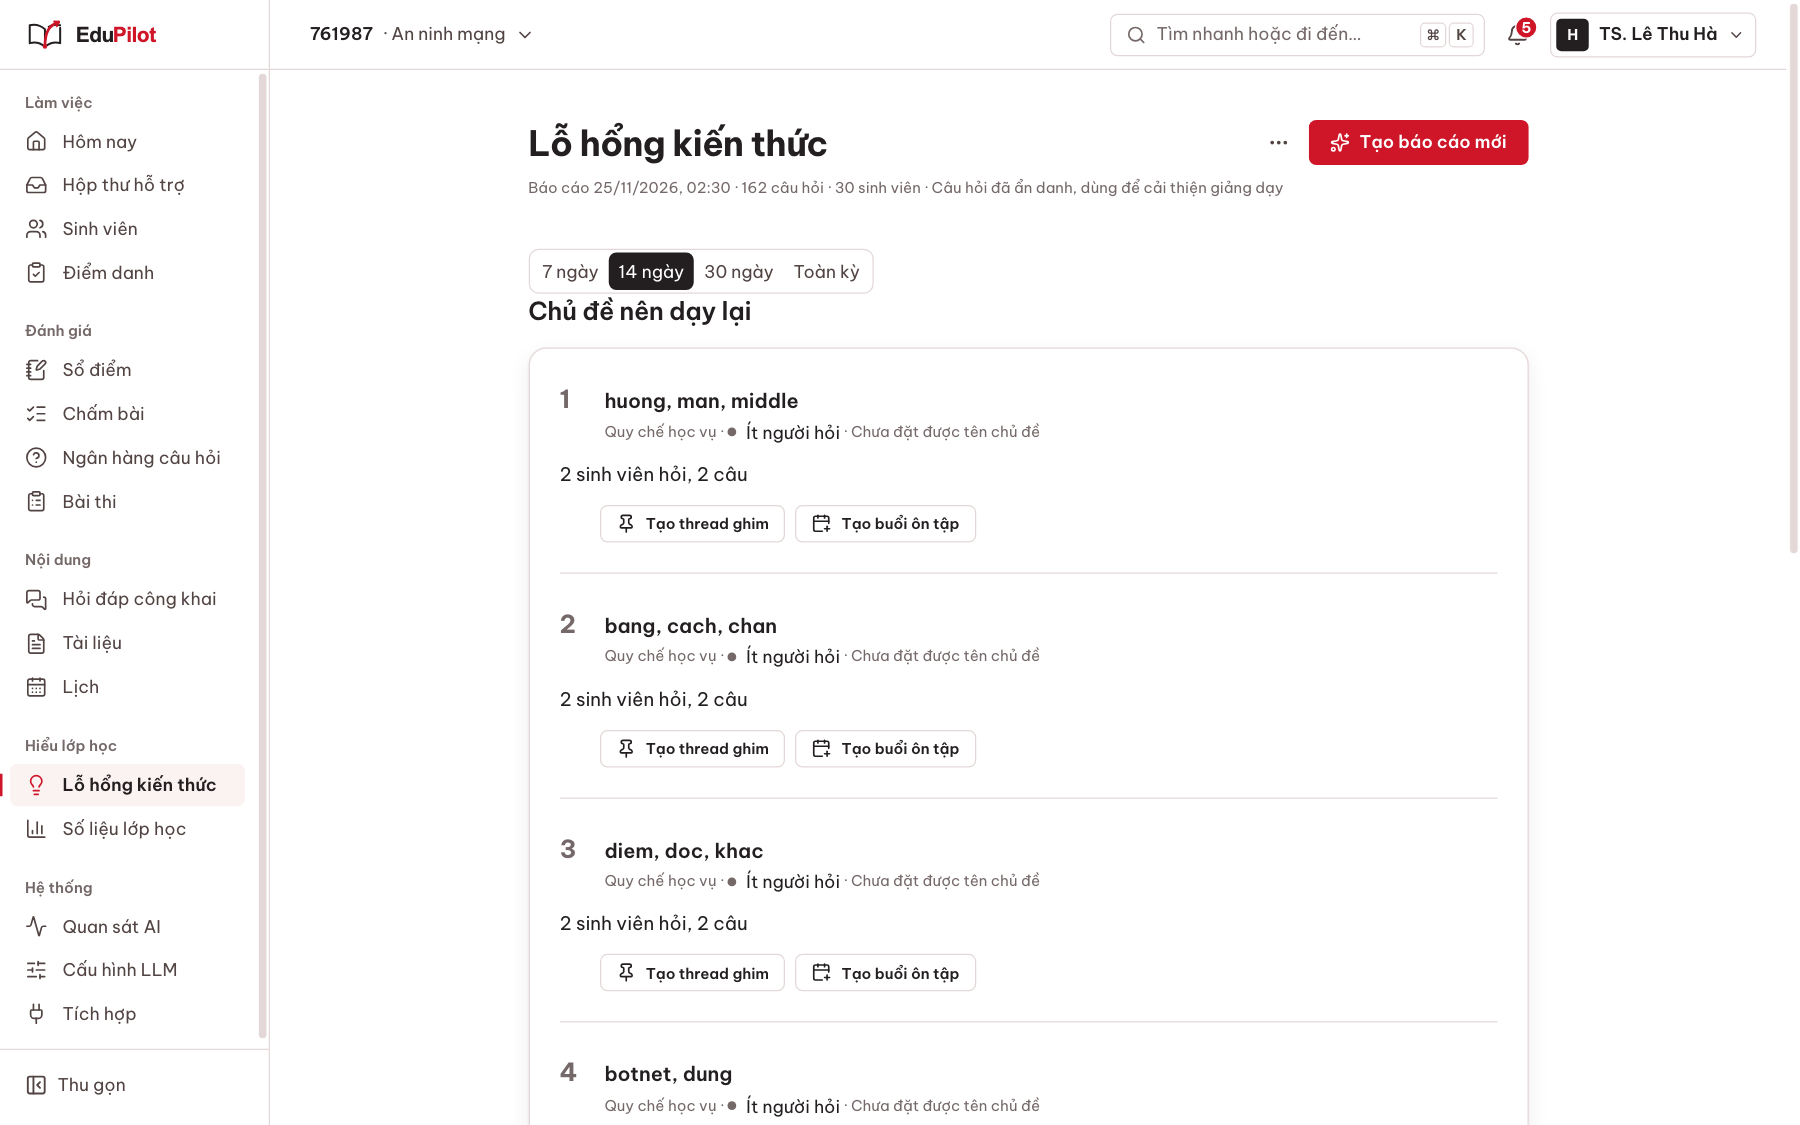 EduPilot
761987 · An ninh mạng
Tìm nhanh hoặc đi đến...
⌘ K
5
H
TS. Lê Thu Hà
Làm việc
Hôm nay
Hộp thư hỗ trợ
Sinh viên
Điểm danh
Đánh giá
Sổ điểm
Chấm bài
Ngân hàng câu hỏi
Bài thi
Nội dung
Hỏi đáp công khai
Tài liệu
Lịch
Hiểu lớp học
Lỗ hổng kiến thức
Số liệu lớp học
Hệ thống
Quan sát AI
Cấu hình LLM
Tích hợp
Thu gọn
Lỗ hổng kiến thức
Tạo báo cáo mới
Báo cáo 25/11/2026, 02:30 · 162 câu hỏi · 30 sinh viên · Câu hỏi đã ẩn danh, dùng để cải thiện giảng dạy
7 ngày 14 ngày 30 ngày Toàn kỳ
Chủ đề nên dạy lại
1 huong, man, middle
Quy chế học vụ · Ít người hỏi · Chưa đặt được tên chủ đề
2 sinh viên hỏi, 2 câu
Tạo thread ghim Tạo buổi ôn tập
2 bang, cach, chan
Quy chế học vụ · Ít người hỏi · Chưa đặt được tên chủ đề
2 sinh viên hỏi, 2 câu
Tạo thread ghim Tạo buổi ôn tập
3 diem, doc, khac
Quy chế học vụ · Ít người hỏi · Chưa đặt được tên chủ đề
2 sinh viên hỏi, 2 câu
Tạo thread ghim Tạo buổi ôn tập
4 botnet, dung
Quy chế học vụ · Ít người hỏi · Chưa đặt được tên chủ đề